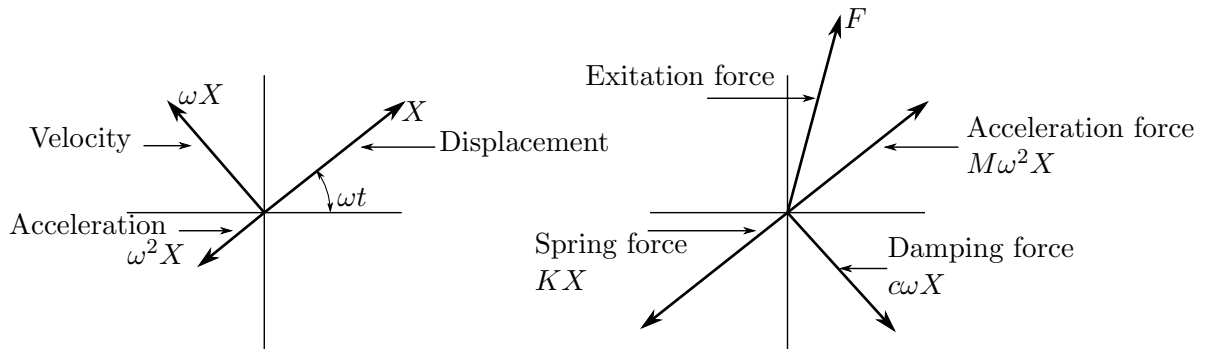 ωX
X
Velocity
Displacement
ωt
Acceleration
ω²X
F
Exitation force
Acceleration force
Mω²X
Spring force
KX
Damping force
cωX